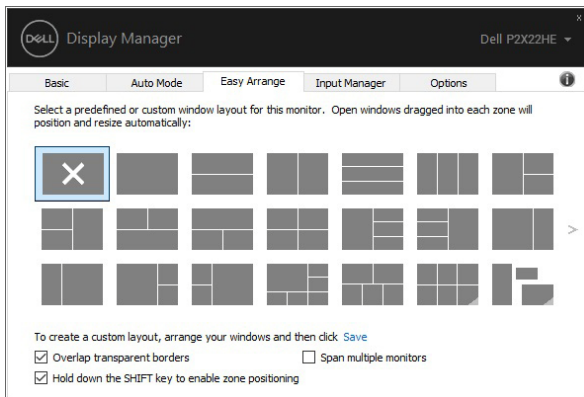 DELL Display Manager Dell P2X22HE
Basic Auto Mode Easy Arrange Input Manager Options
Select a predefined or custom window layout for this monitor. Open windows dragged into each zone will
position and resize automatically:
To create a custom layout, arrange your windows and then click Save
Overlap transparent borders Span multiple monitors
Hold down the SHIFT key to enable zone positioning